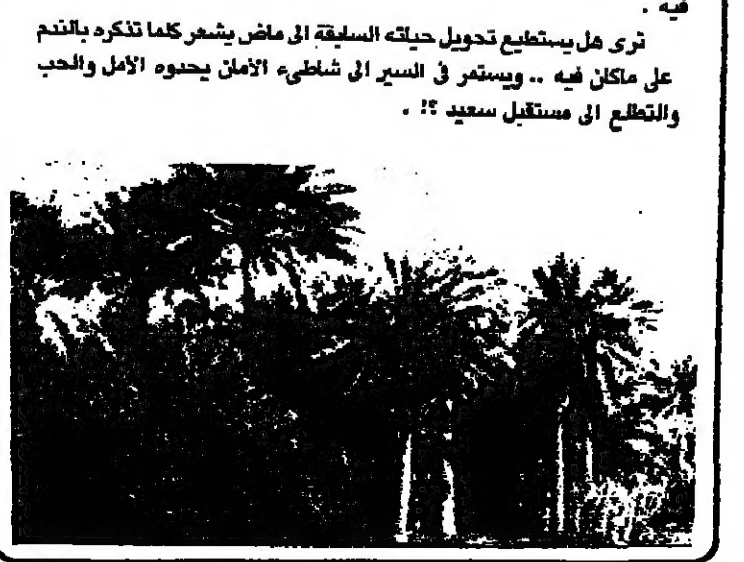 فيه .
ترى هل يستطيع تحويل حياته السابقة الى ماض يشعر كلما تذكره بالندم
على ماكان فيه .. ويستمر في السير الى شاطىء الأمان يحدوه الأمل والحب
والتطلع الى مستقبل سعيد ؟! .